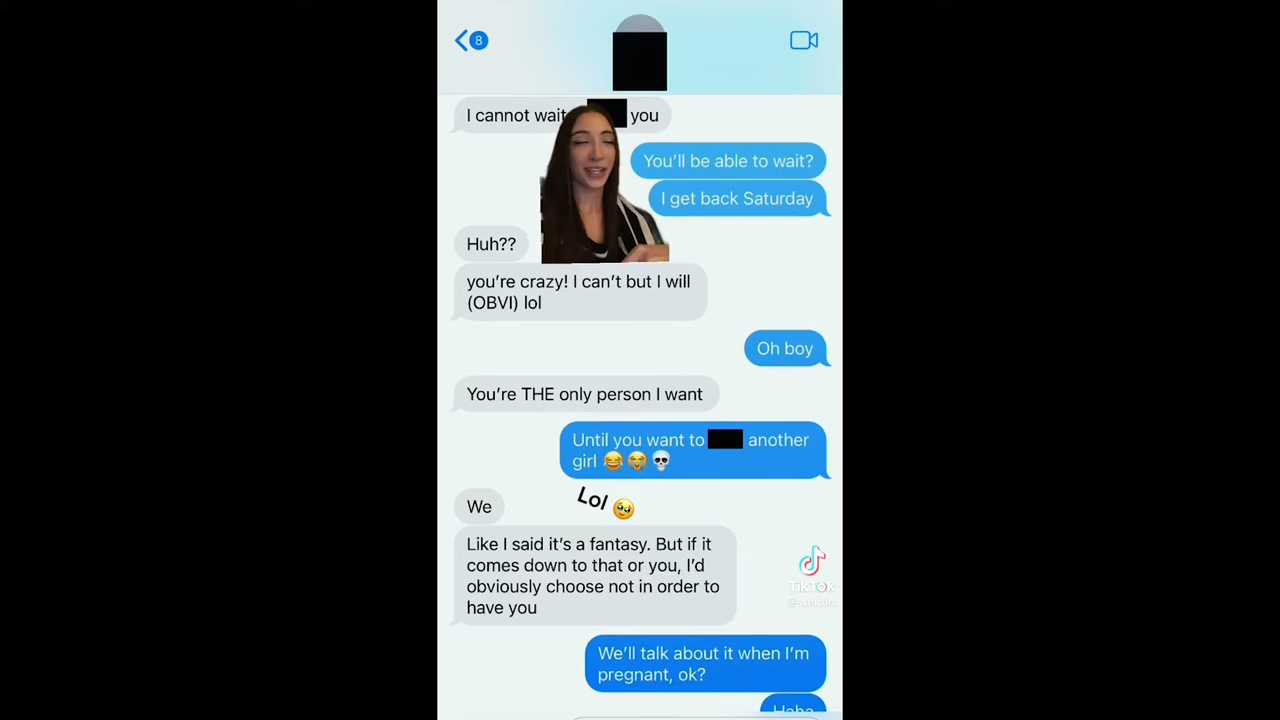 8
I cannot wait you
You'll be able to wait?
I get back Saturday
Huh??
you're crazy! I can't but I will
(OBVI) lol
Oh boy
You're THE only person I want
Until you want to another
girl 😂😭💀
Lol 🥹
We
Like I said it's a fantasy. But if it
comes down to that or you, I'd
obviously choose not in order to
have you
TikTok
We'll talk about it when I'm
pregnant, ok?
Haha